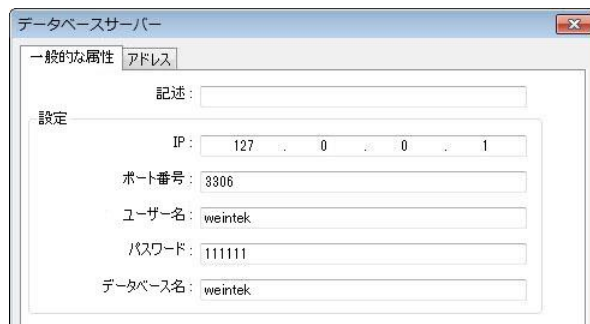 データベースサーバー
一般的な属性 アドレス
記述 :
設定
IP : 127 . 0 . 0 . 1
ポート番号 : 3306
ユーザー名 : weintek
パスワード : 111111
データベース名 : weintek